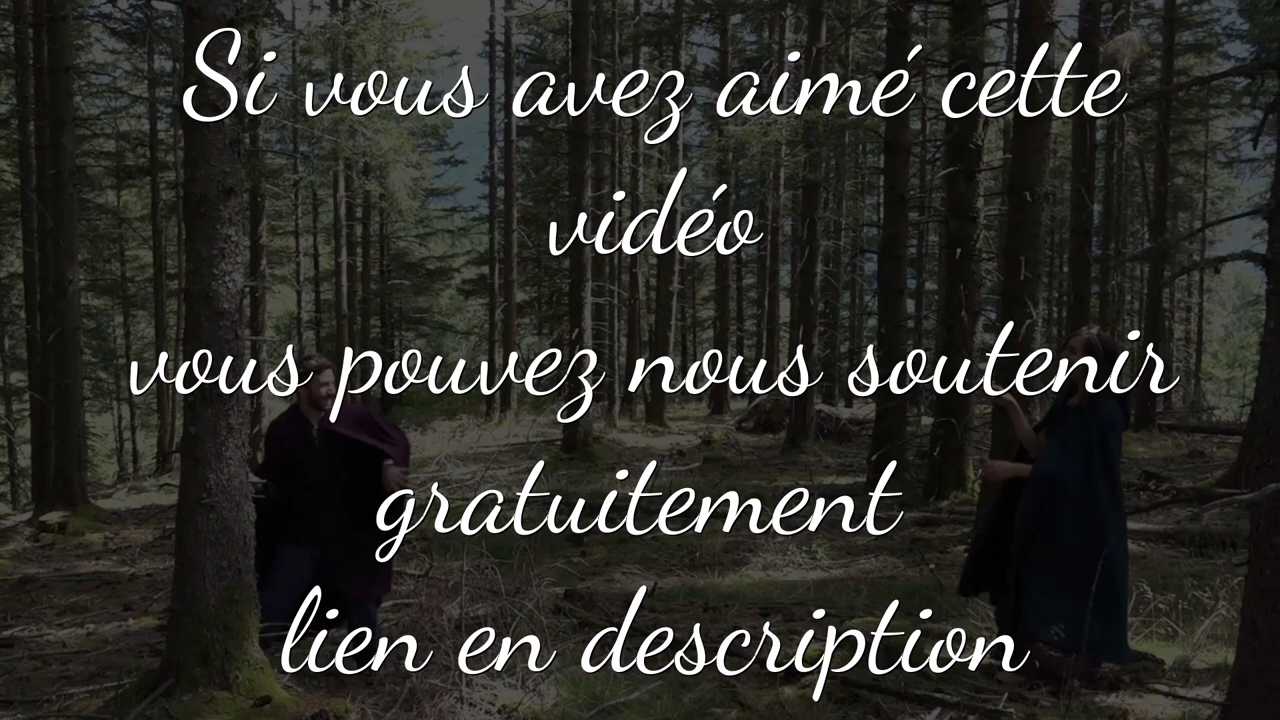 Si vous avez aimé cette
vidéo
vous pouvez nous soutenir
gratuitement
lien en description